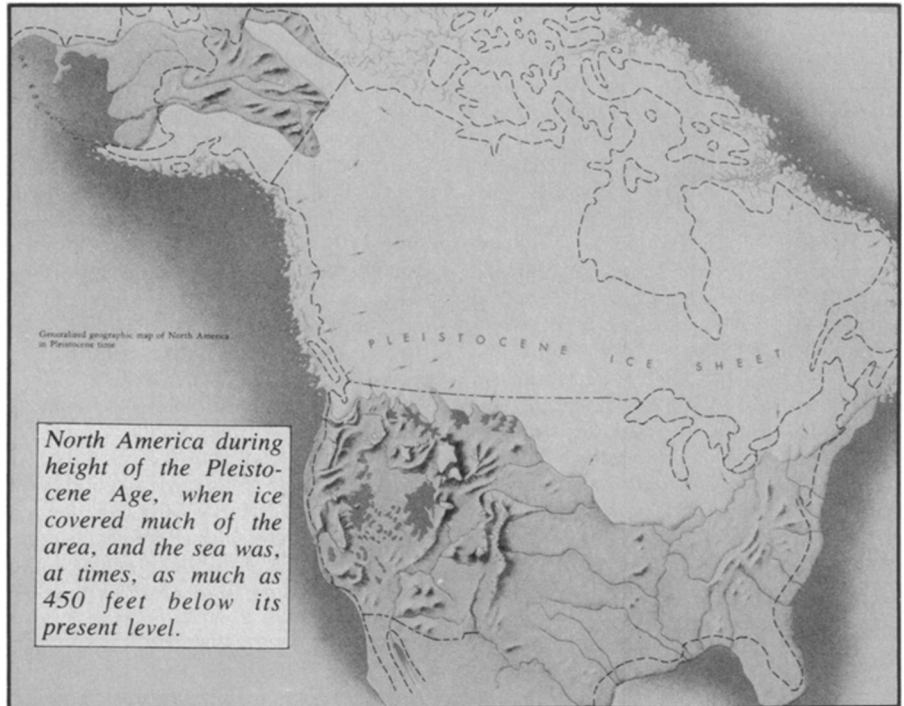 Generalized geographic map of North America
in Pleistocene time
PLEISTOCENE ICE SHEET
North America during
height of the Pleisto-
cene Age, when ice
covered much of the
area, and the sea was,
at times, as much as
450 feet below its
present level.